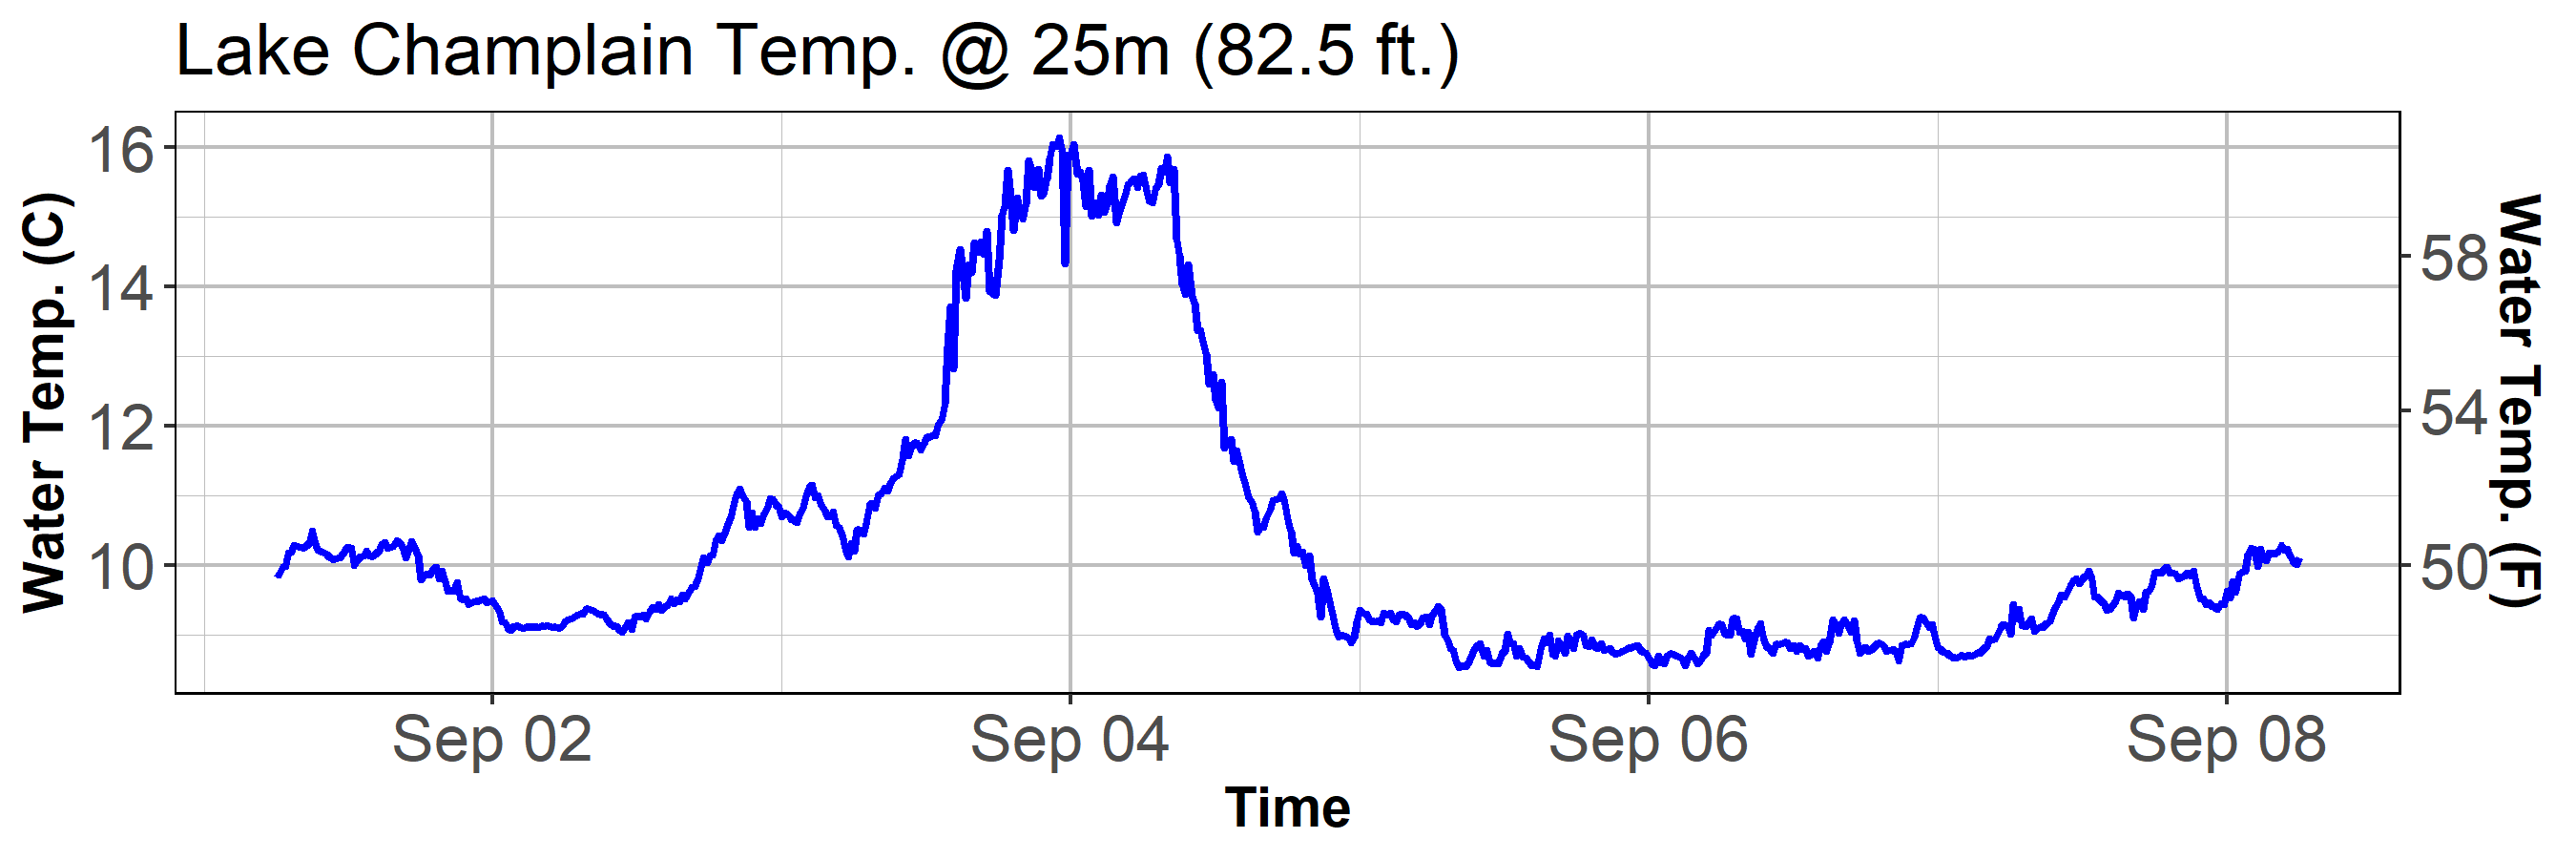 Lake Champlain Temp. @ 25m (82.5 ft.)
Water Temp. (C)
16
14
12
10
58
54
50
Water Temp. (F)
Sep 02 Sep 04 Sep 06 Sep 08
Time